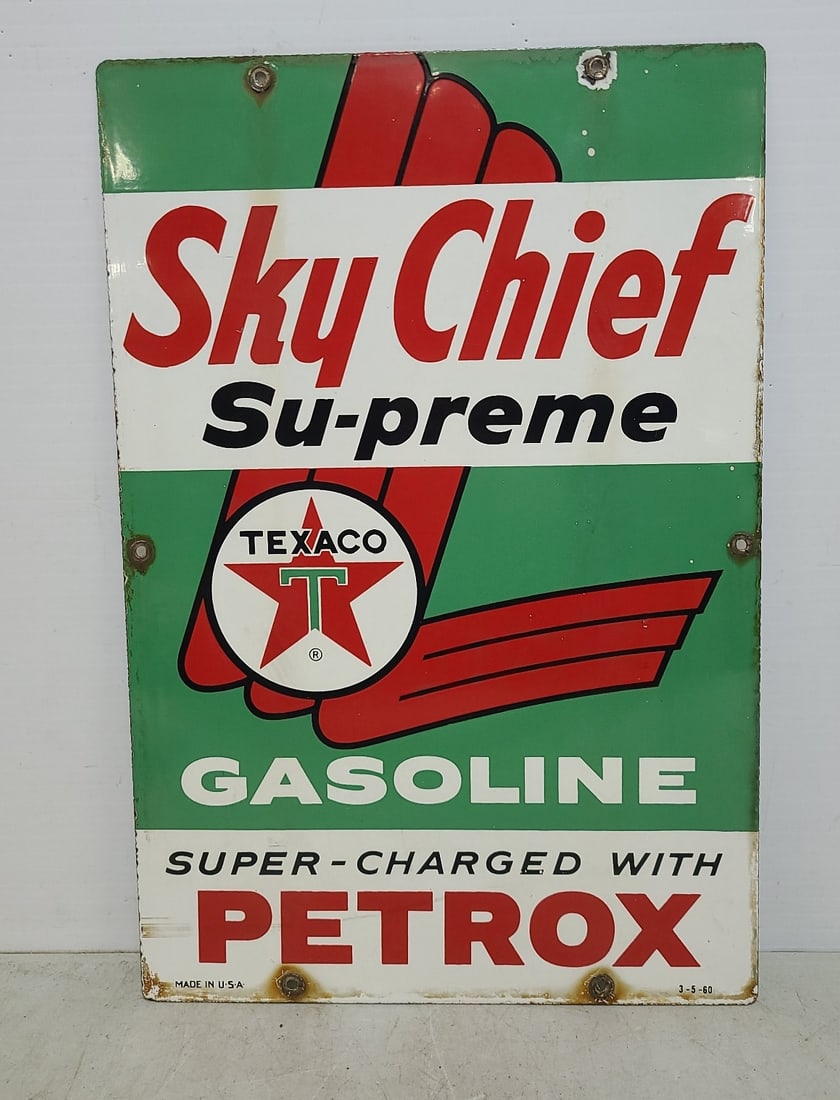 Sky Chief
Su-preme
TEXACO
T
®
GASOLINE
SUPER-CHARGED WITH
PETROX
MADE IN U·S·A· 3-5-60